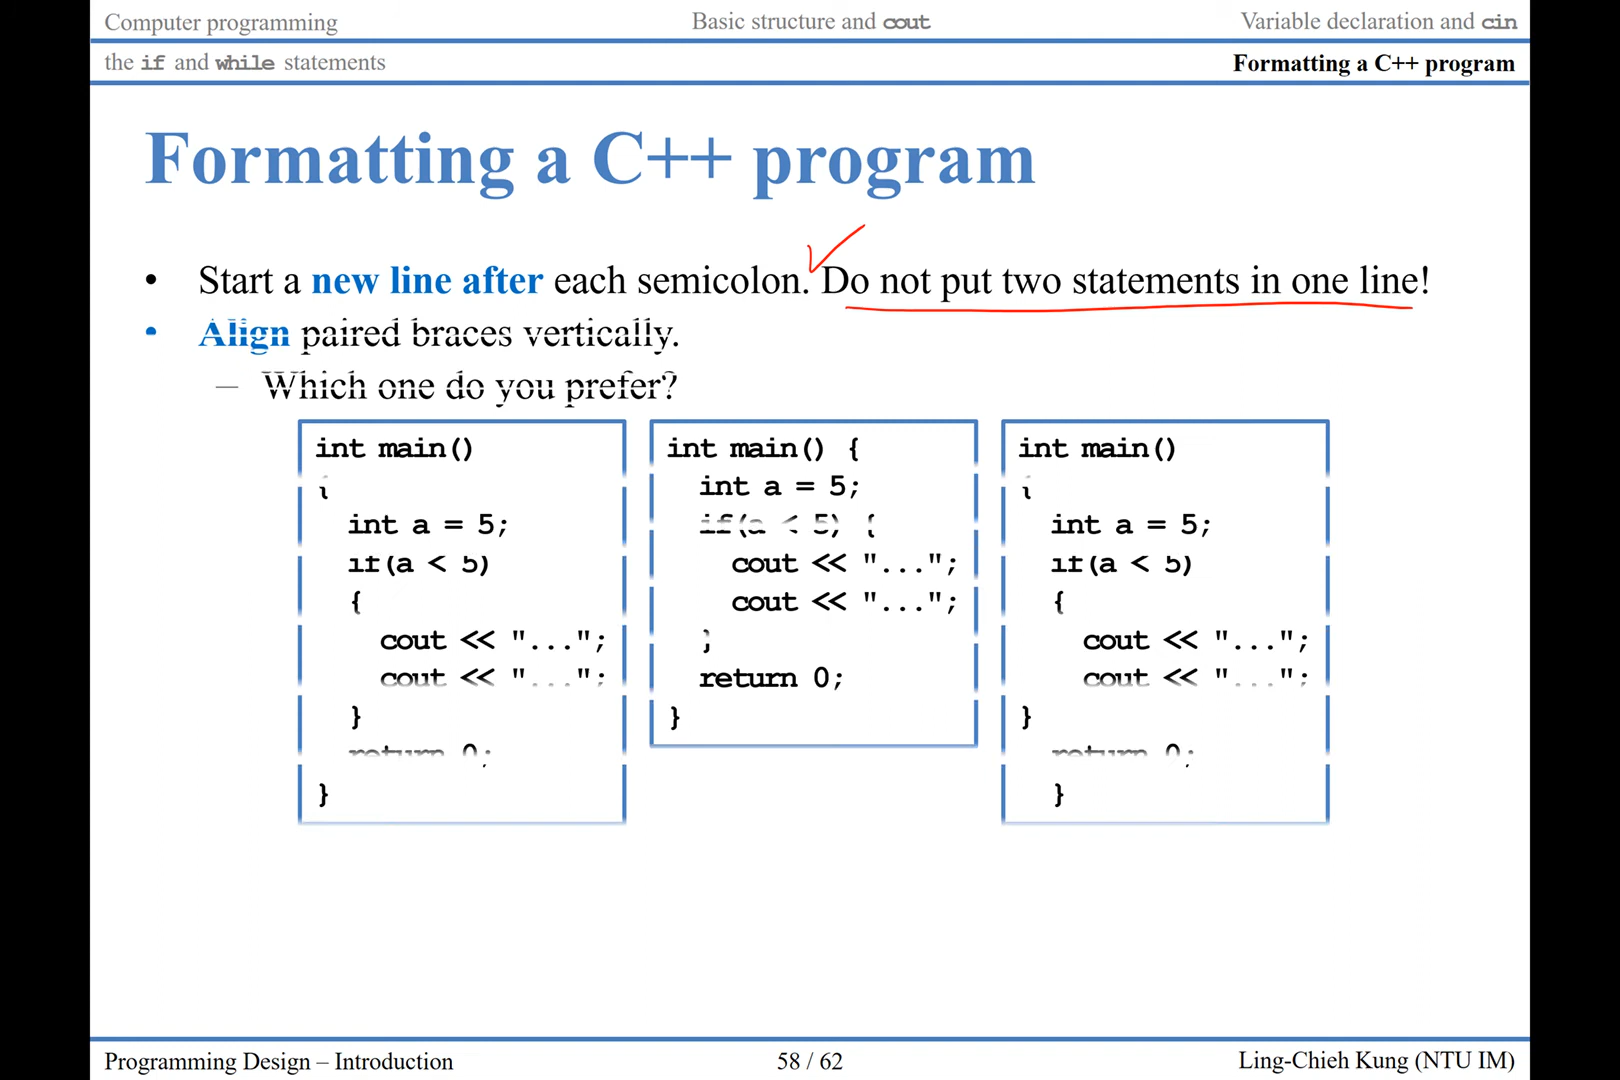 Computer programming Basic structure and cout Variable declaration and cin
the if and while statements Formatting a C++ program
Formatting a C++ program
• Start a new line after each semicolon. Do not put two statements in one line!
• Align paired braces vertically.
– Which one do you prefer?
int main()
{
int a = 5;
if(a < 5)
{
cout << "...";
cout << "...";
}
return 0;
}
int main() {
int a = 5;
if(a < 5) {
cout << "...";
cout << "...";
}
return 0;
}
int main()
{
int a = 5;
if(a < 5)
{
cout << "...";
cout << "...";
}
return 0;
}
Programming Design – Introduction 58 / 62 Ling-Chieh Kung (NTU IM)